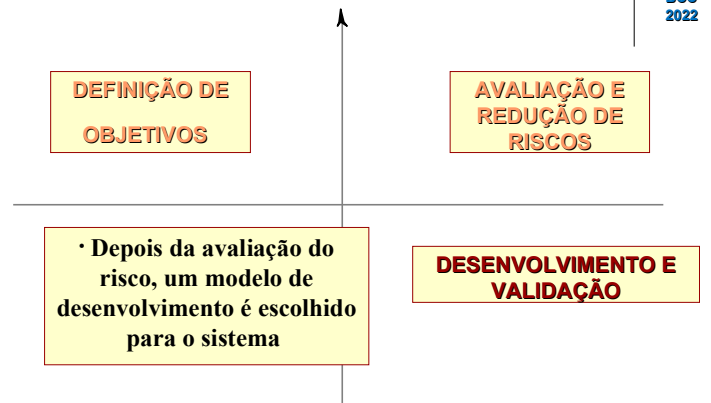 2022
DEFINIÇÃO DE
OBJETIVOS
AVALIAÇÃO E
REDUÇÃO DE
RISCOS
· Depois da avaliação do
risco, um modelo de
desenvolvimento é escolhido
para o sistema
DESENVOLVIMENTO E
VALIDAÇÃO